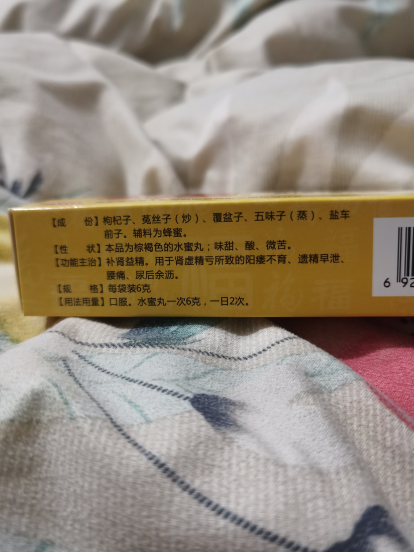 【成　　份】枸杞子、菟丝子（炒）、覆盆子、五味子（蒸）、盐车
前子。辅料为蜂蜜。
【性　　状】本品为棕褐色的水蜜丸；味甜、酸、微苦。
【功能主治】补肾益精。用于肾虚精亏所致的阳痿不育、遗精早泄、
腰痛、尿后余沥。
【规　　格】每袋装6克
【用法用量】口服。水蜜丸一次6克，一日2次。
6 92